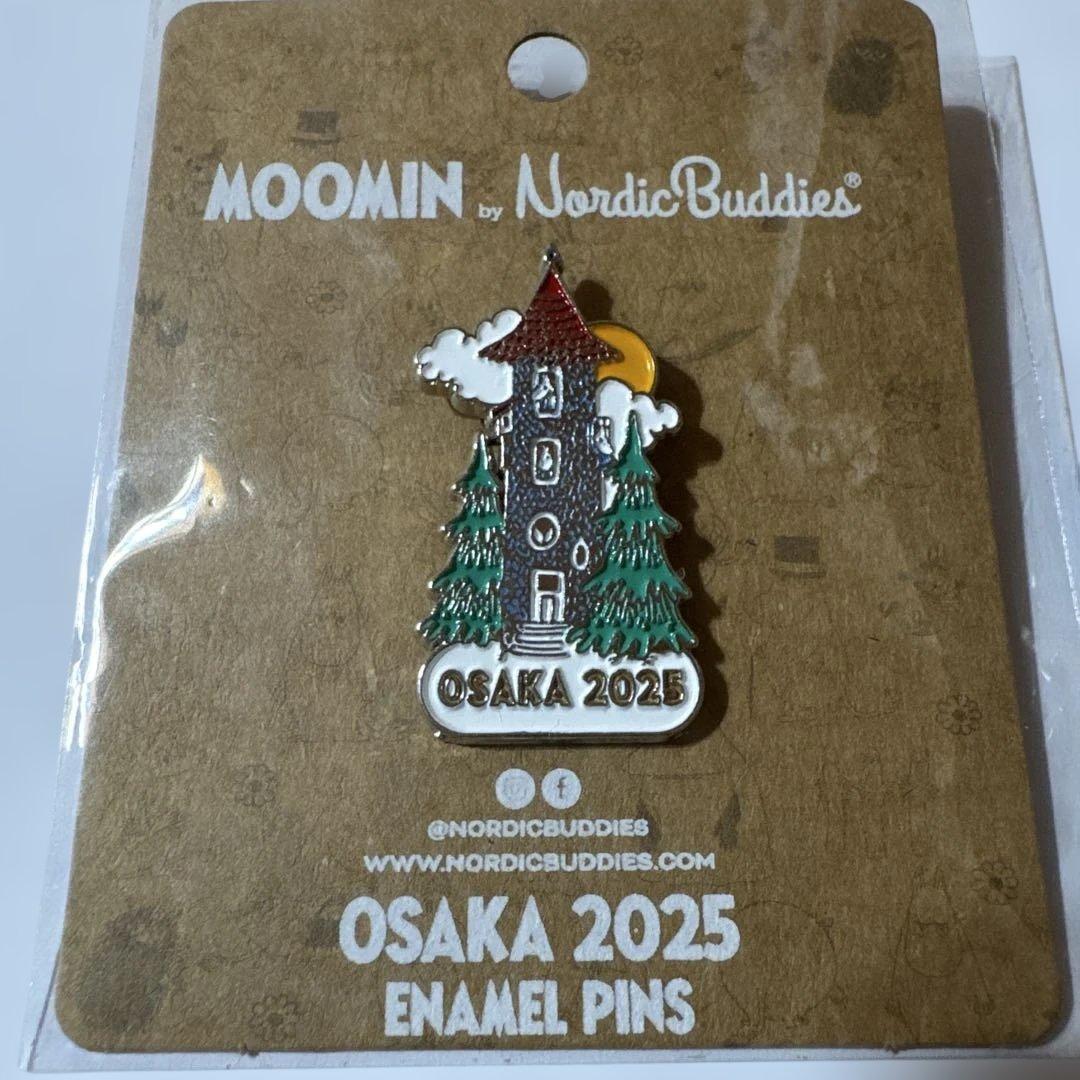 MOOMIN by NordicBuddies®
OSAKA 2025
@NORDICBUDDIES
WWW.NORDICBUDDIES.COM
OSAKA 2025
ENAMEL PINS